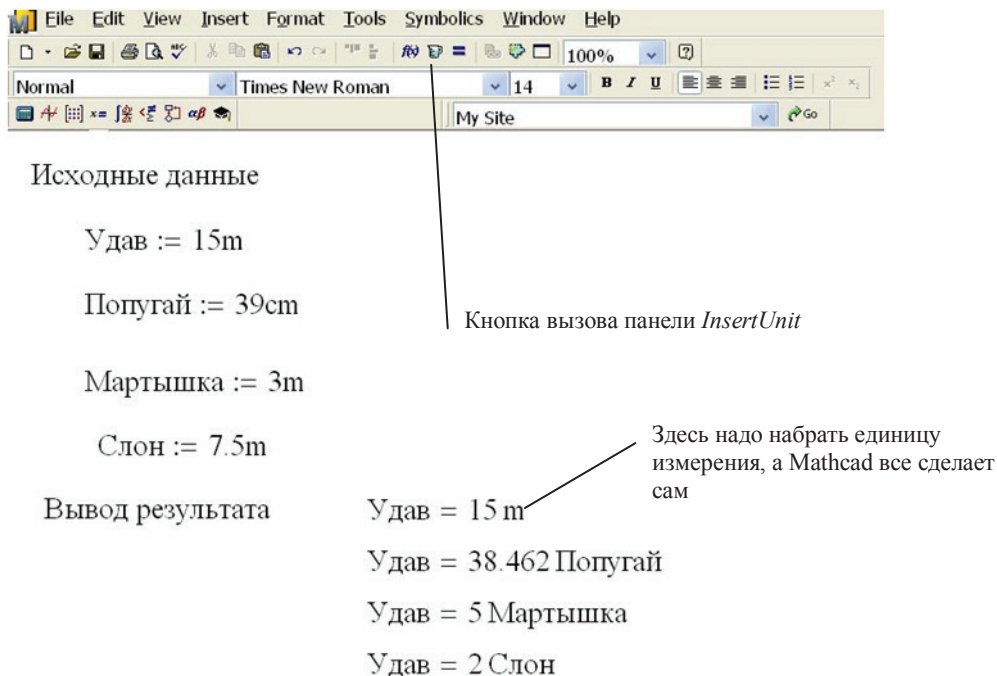 File Edit View Insert Format Tools Symbolics Window Help
100%
Normal Times New Roman 14 B I U
My Site Go
Исходные данные
Удав := 15m
Попугай := 39cm
Кнопка вызова панели InsertUnit
Мартышка := 3m
Слон := 7.5m
Здесь надо набрать единицу
измерения, а Mathcad все сделает
сам
Вывод результата Удав = 15 m
Удав = 38.462 Попугай
Удав = 5 Мартышка
Удав = 2 Слон